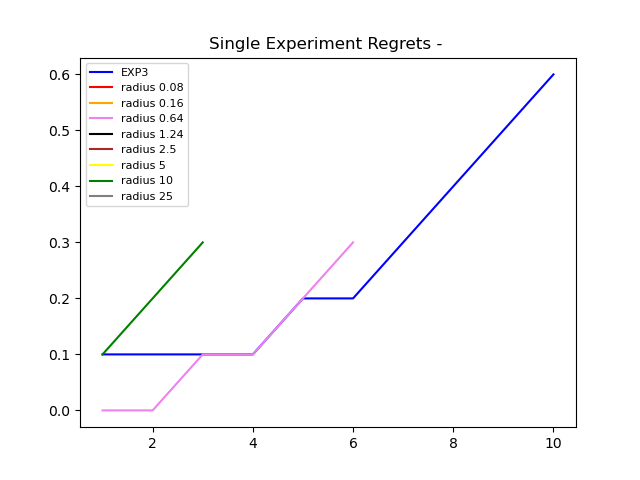 Single Experiment Regrets -
EXP3
radius 0.08
radius 0.16
radius 0.64
radius 1.24
radius 2.5
radius 5
radius 10
radius 25
0.6
0.5
0.4
0.3
0.2
0.1
0.0
2 4 6 8 10